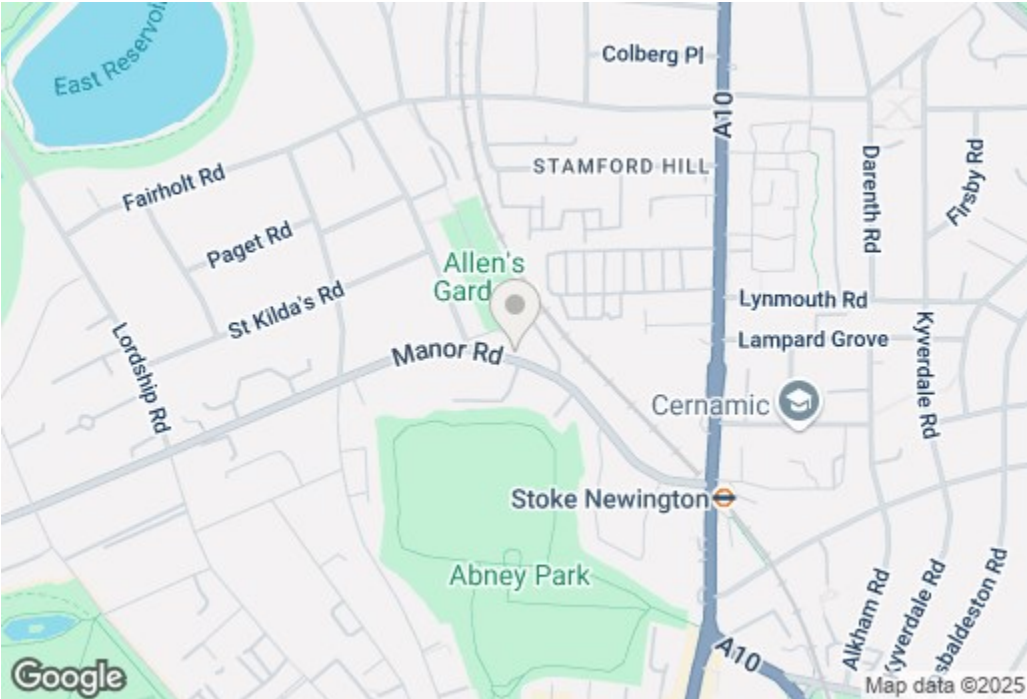 East Reservoir
Colberg Pl
A10
STAMFORD HILL
Firsby Rd
Darenth Rd
Fairholt Rd
Paget Rd
Allen's
Gard
St Kilda's Rd
Lynmouth Rd
Lampard Grove
Kyverdale Rd
Manor Rd
Lordship Rd
Cernamic
Stoke Newington
Abney Park
A10
Alkham Rd
Kyverdale Rd
sbaldeston Rd
Google
Map data ©2025